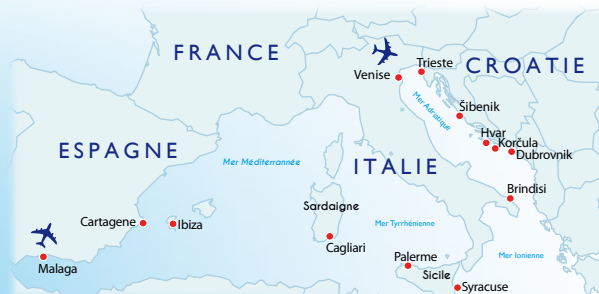 FRANCE
CROATIE
Venise
Trieste
Mer Adriatique
Šibenik
Hvar
Korčula
Dubrovnik
ESPAGNE
Mer Méditerrannée
ITALIE
Brindisi
Sardaigne
Cartagene
Ibiza
Mer Tyrrhénienne
Cagliari
Mer Ionienne
Palerme
Malaga
Sicile
Syracuse